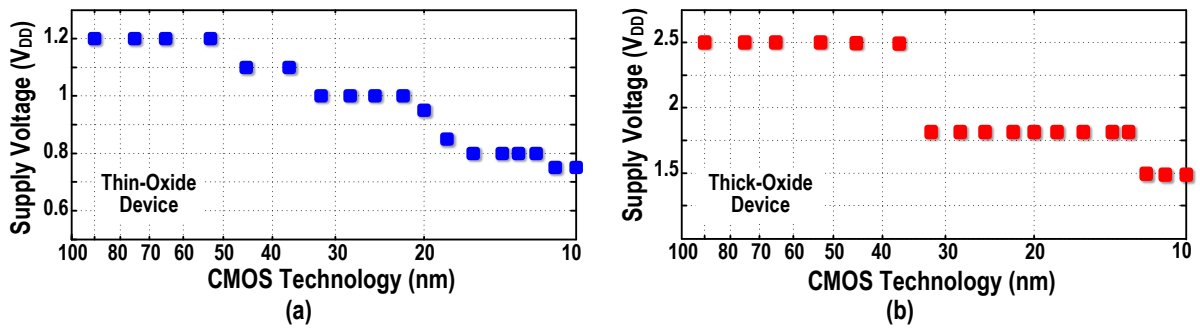 1.2
1
0.8
0.6
Supply Voltage (VDD)
Thin-Oxide
Device
100 80 70 60 50 40 30 20 10
CMOS Technology (nm)
(a)
2.5
2
1.5
Supply Voltage (VDD)
Thick-Oxide
Device
100 80 70 60 50 40 30 20 10
CMOS Technology (nm)
(b)